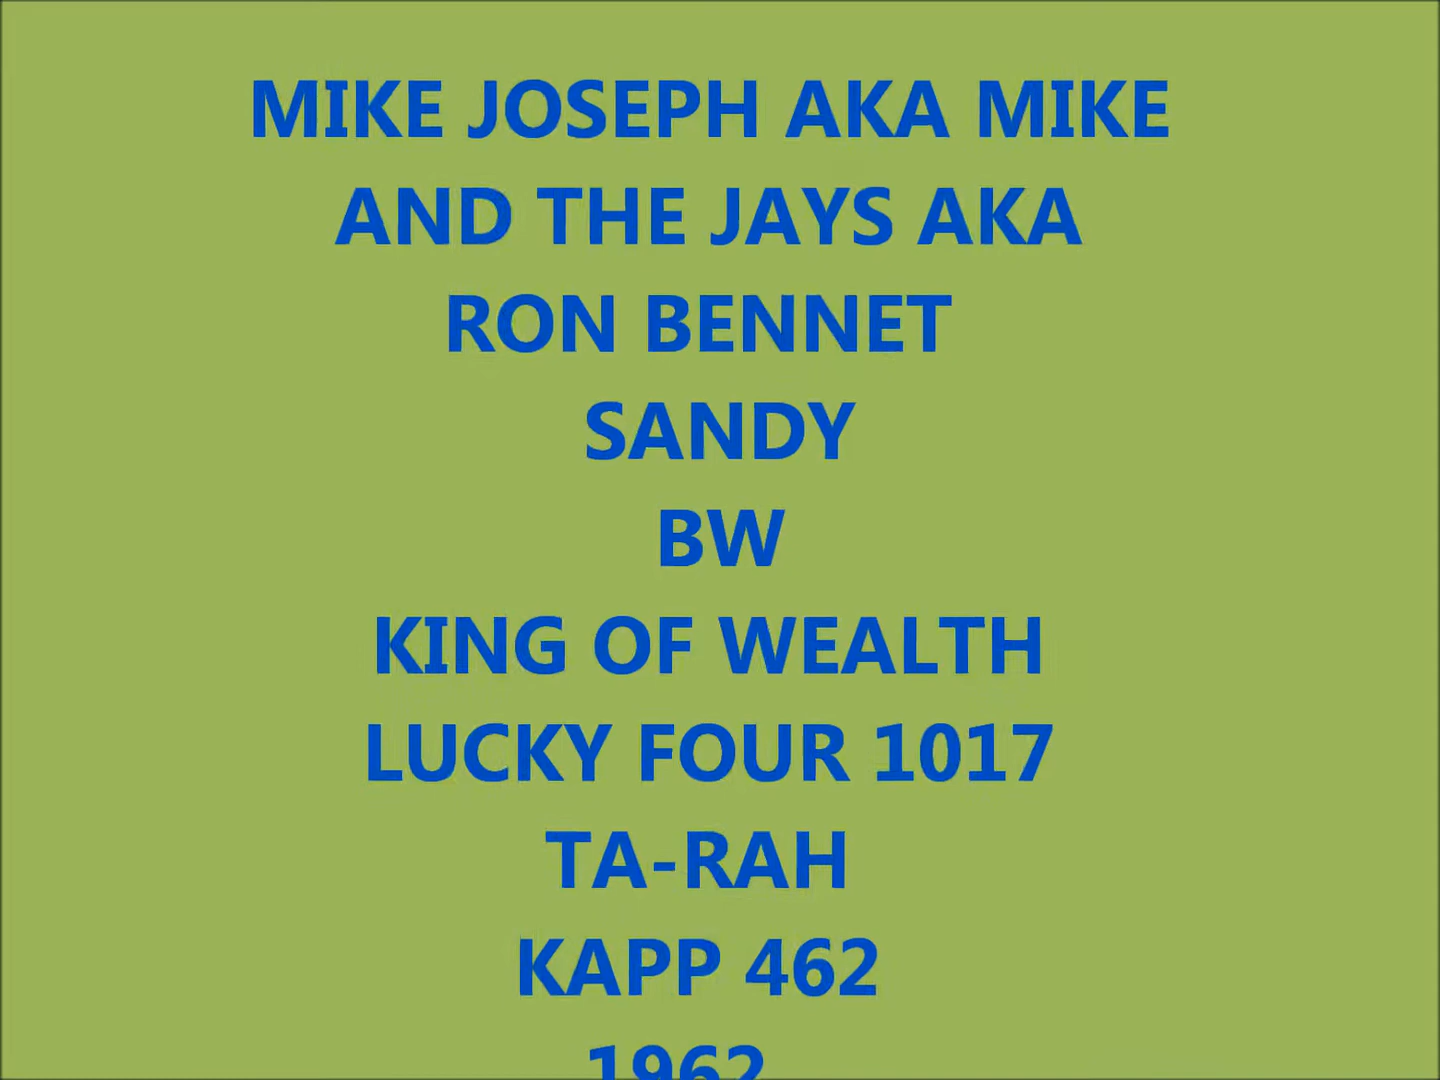 MIKE JOSEPH AKA MIKE
AND THE JAYS AKA
RON BENNET
SANDY
BW
KING OF WEALTH
LUCKY FOUR 1017
TA-RAH
KAPP 462
1962